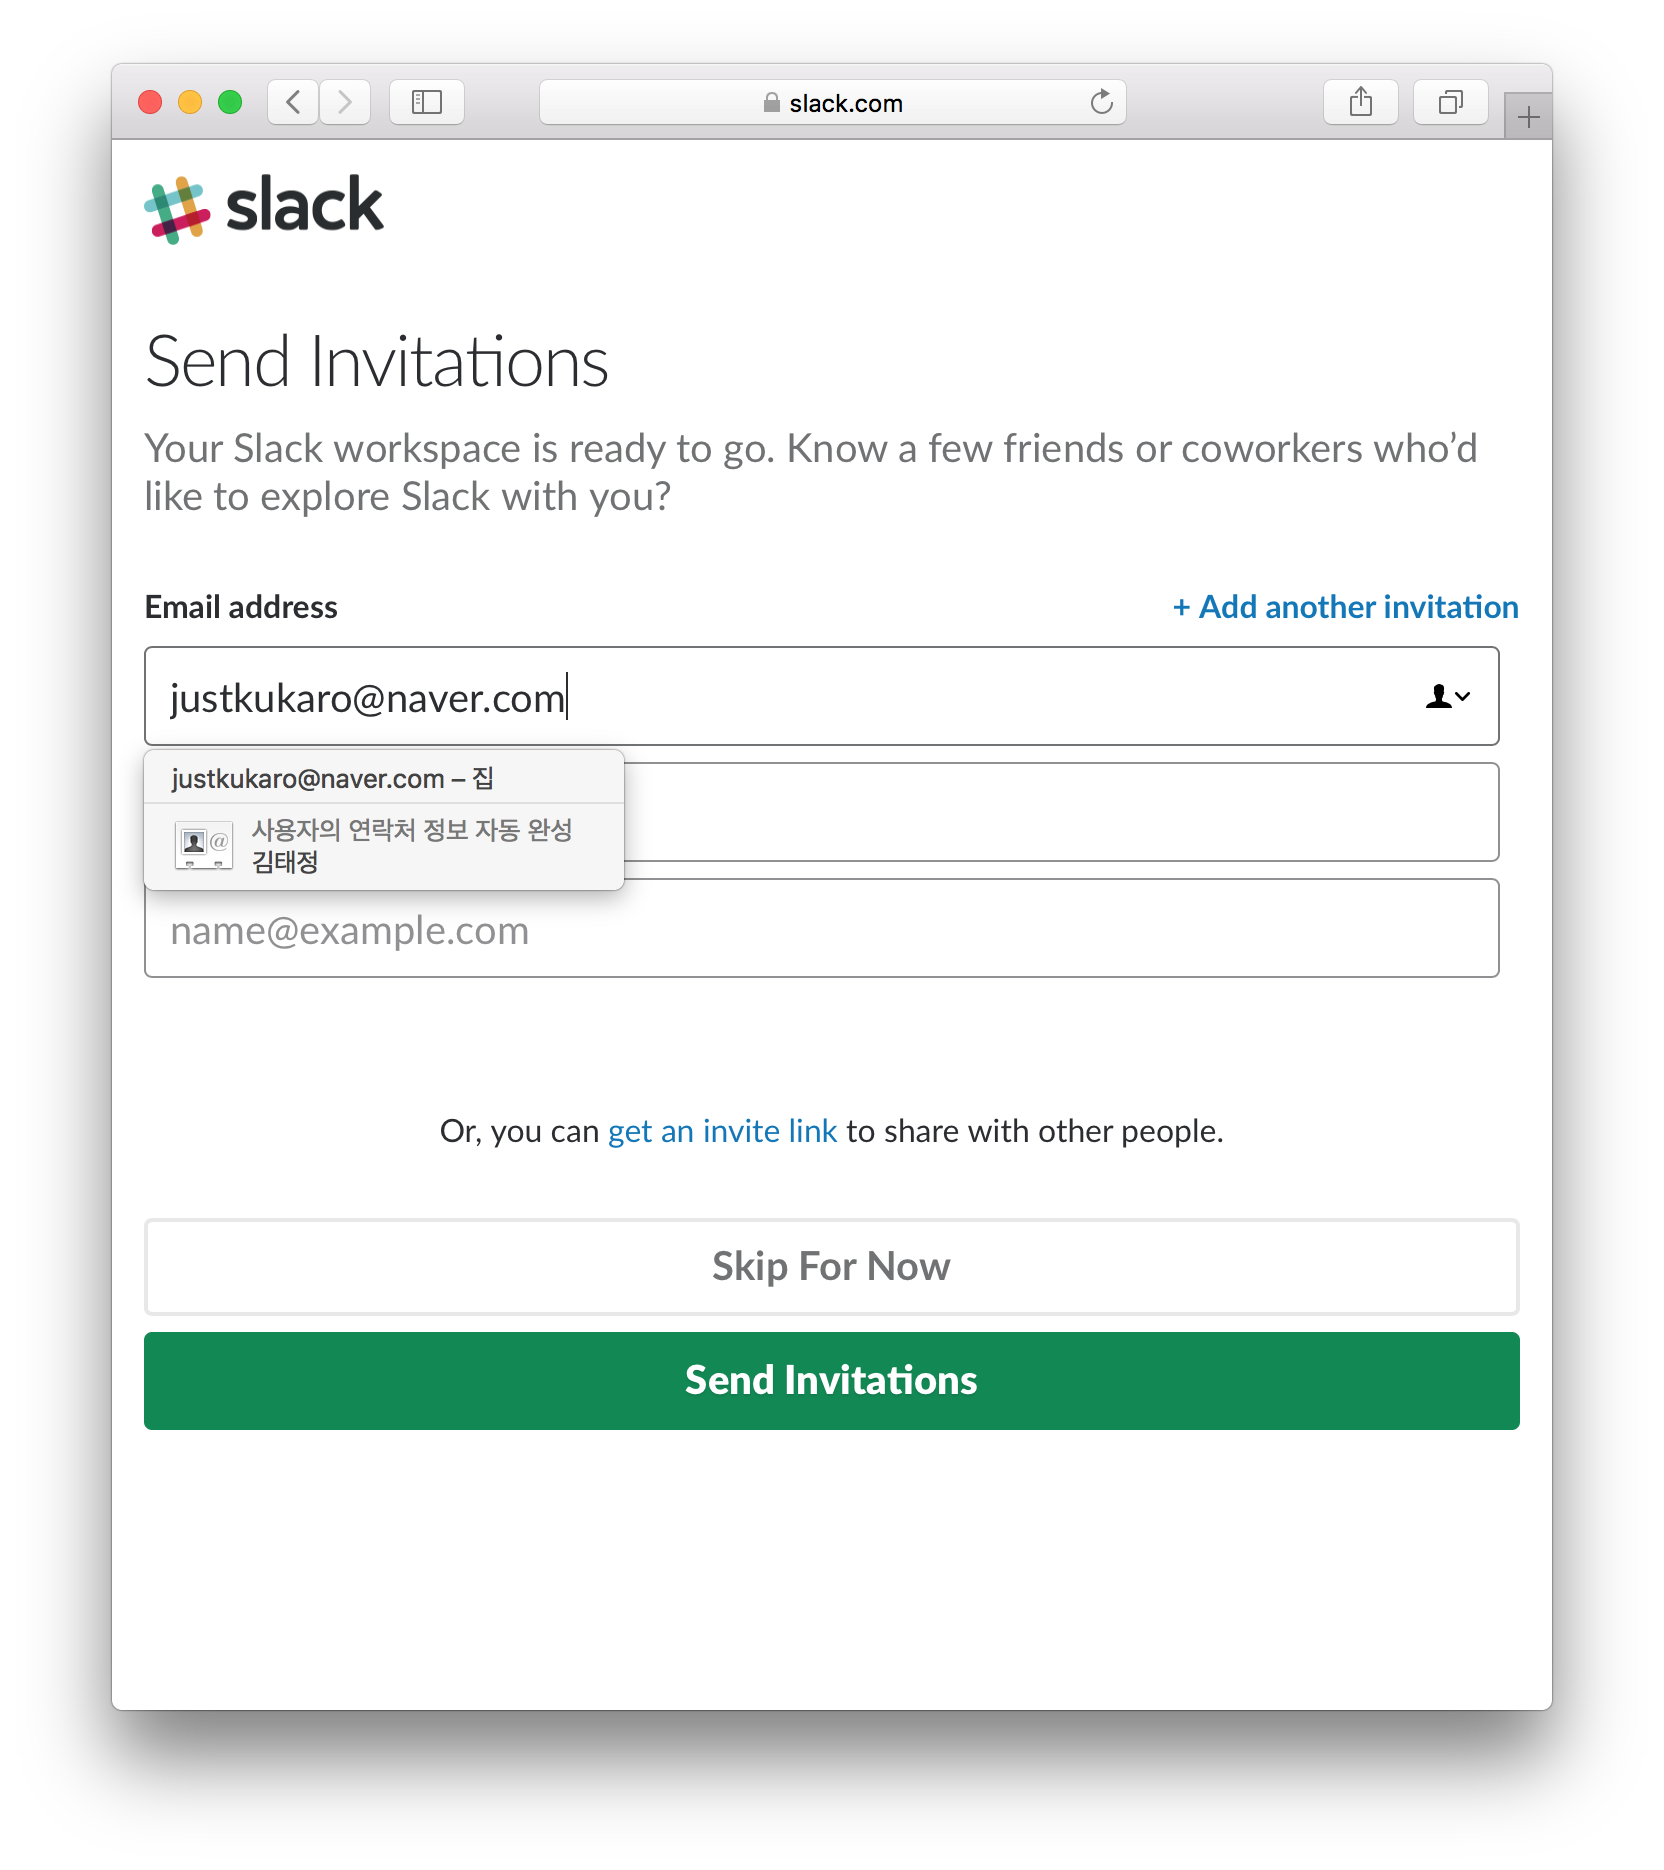 slack.com
slack
Send Invitations
Your Slack workspace is ready to go. Know a few friends or coworkers who’d
like to explore Slack with you?
Email address
+ Add another invitation
justkukaro@naver.com
justkukaro@naver.com – 집
@
사용자의 연락처 정보 자동 완성
김태정
name@example.com
Or, you can get an invite link to share with other people.
Skip For Now
Send Invitations